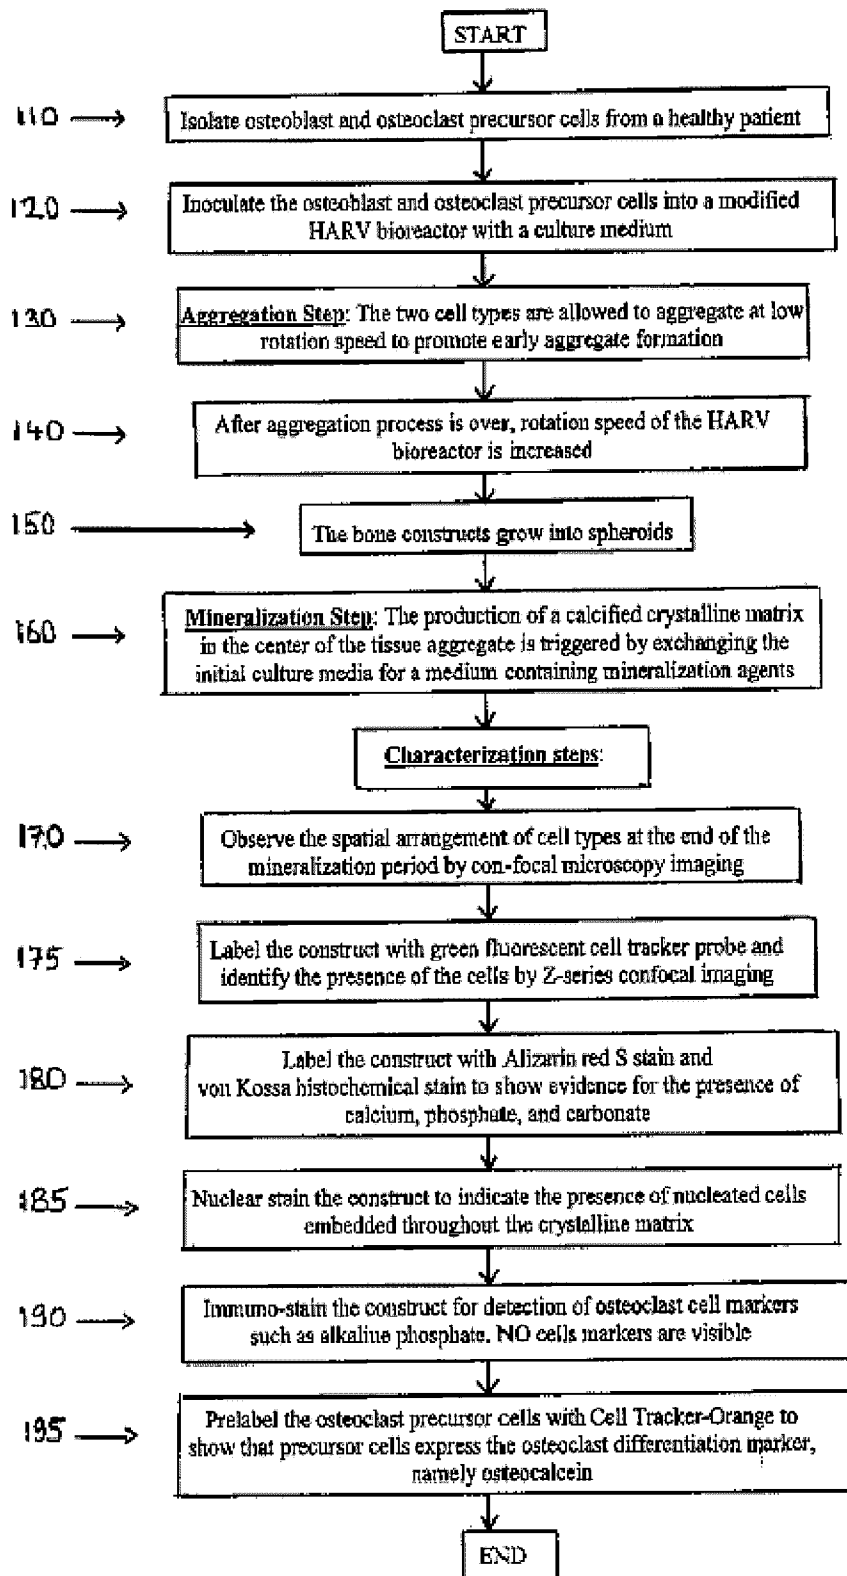 START
110 → Isolate osteoblast and osteoclast precursor cells from a healthy patient
120 → Inoculate the osteoblast and osteoclast precursor cells into a modified
HARV bioreactor with a culture medium
130 → Aggregation Step: The two cell types are allowed to aggregate at low
rotation speed to promote early aggregate formation
140 → After aggregation process is over, rotation speed of the HARV
bioreactor is increased
150 → The bone constructs grow into spheroids
160 → Mineralization Step: The production of a calcified crystalline matrix
in the center of the tissue aggregate is triggered by exchanging the
initial culture media for a medium containing mineralization agents
Characterization steps:
170 → Observe the spatial arrangement of cell types at the end of the
mineralization period by con-focal microscopy imaging
175 → Label the construct with green fluorescent cell tracker probe and
identify the presence of the cells by Z-series confocal imaging
180 → Label the construct with Alizarin red S stain and
von Kossa histochemical stain to show evidence for the presence of
calcium, phosphate, and carbonate
185 → Nuclear stain the construct to indicate the presence of nucleated cells
embedded throughout the crystalline matrix
190 → Immuno-stain the construct for detection of osteoclast cell markers
such as alkaline phosphate. NO cells markers are visible
195 → Prelabel the osteoclast precursor cells with Cell Tracker-Orange to
show that precursor cells express the osteoclast differentiation marker,
namely osteocalcein
END